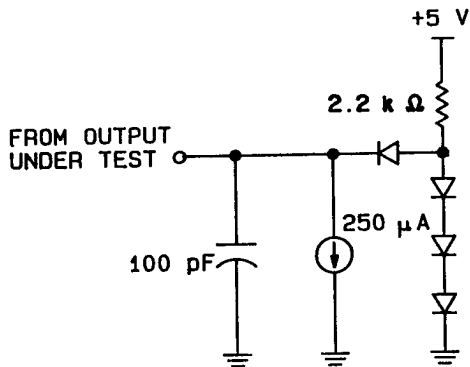 +5 V
2.2 k Ω
FROM OUTPUT
UNDER TEST
250 μA
100 pF